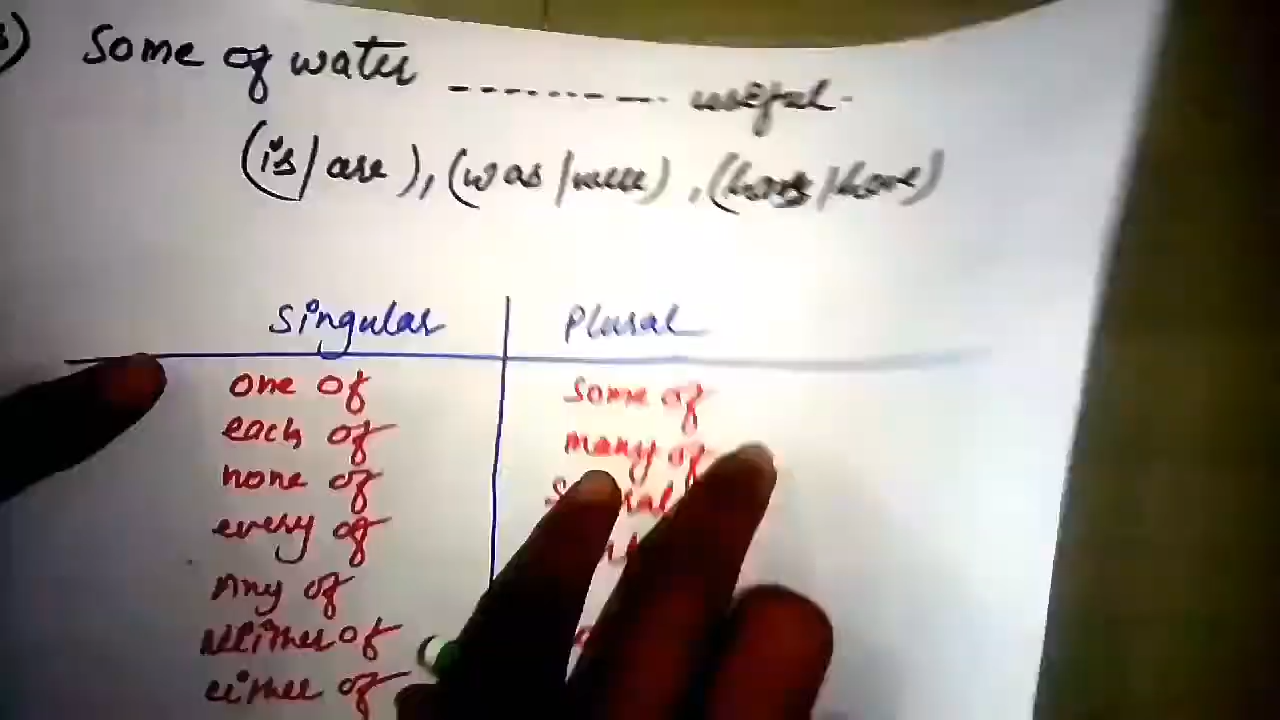 Some of water ---------- useful.
(is/are), (was/were), (has/have)
Singular Plural
one of some of
each of many of
none of
every of
Any of
Neither of
either of